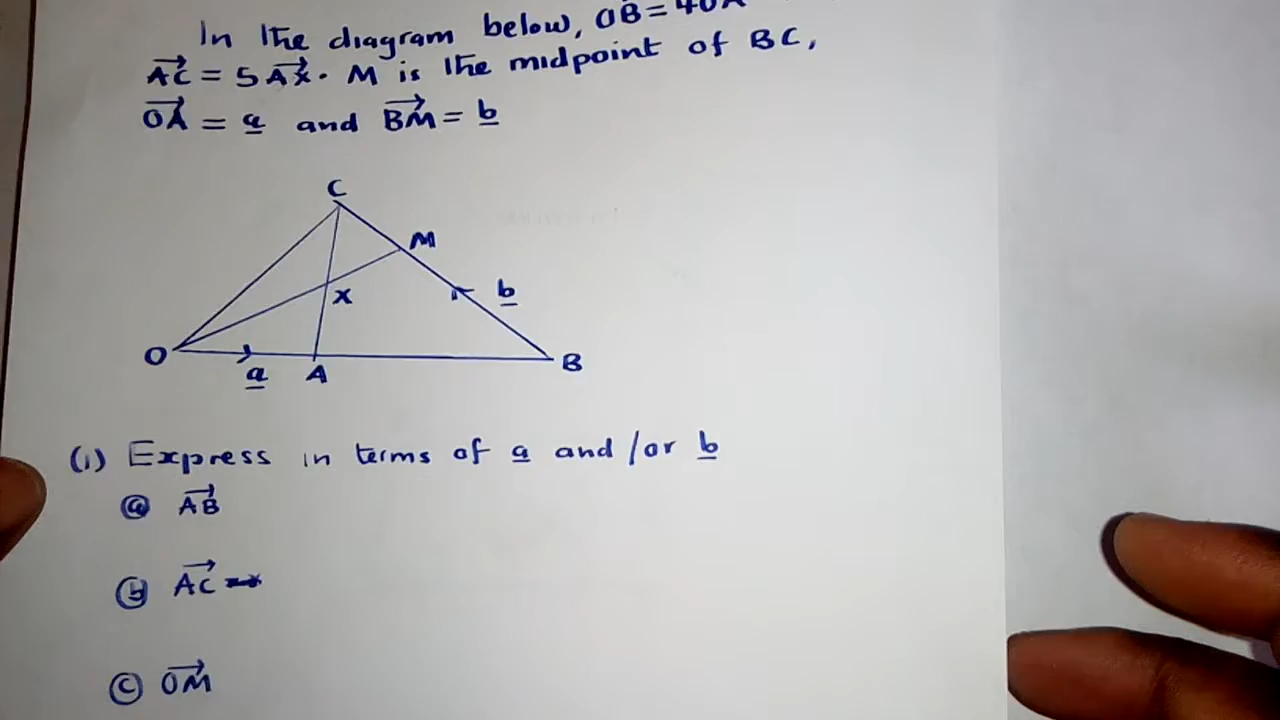 In the diagram below, OB = 4OA
AC = 5AX. M is the midpoint of BC,
OA = a and BM = b
C
M
X
b
O
a
A
B
(i) Express in terms of a and/or b
(a) AB
(b) AC
(c) OM